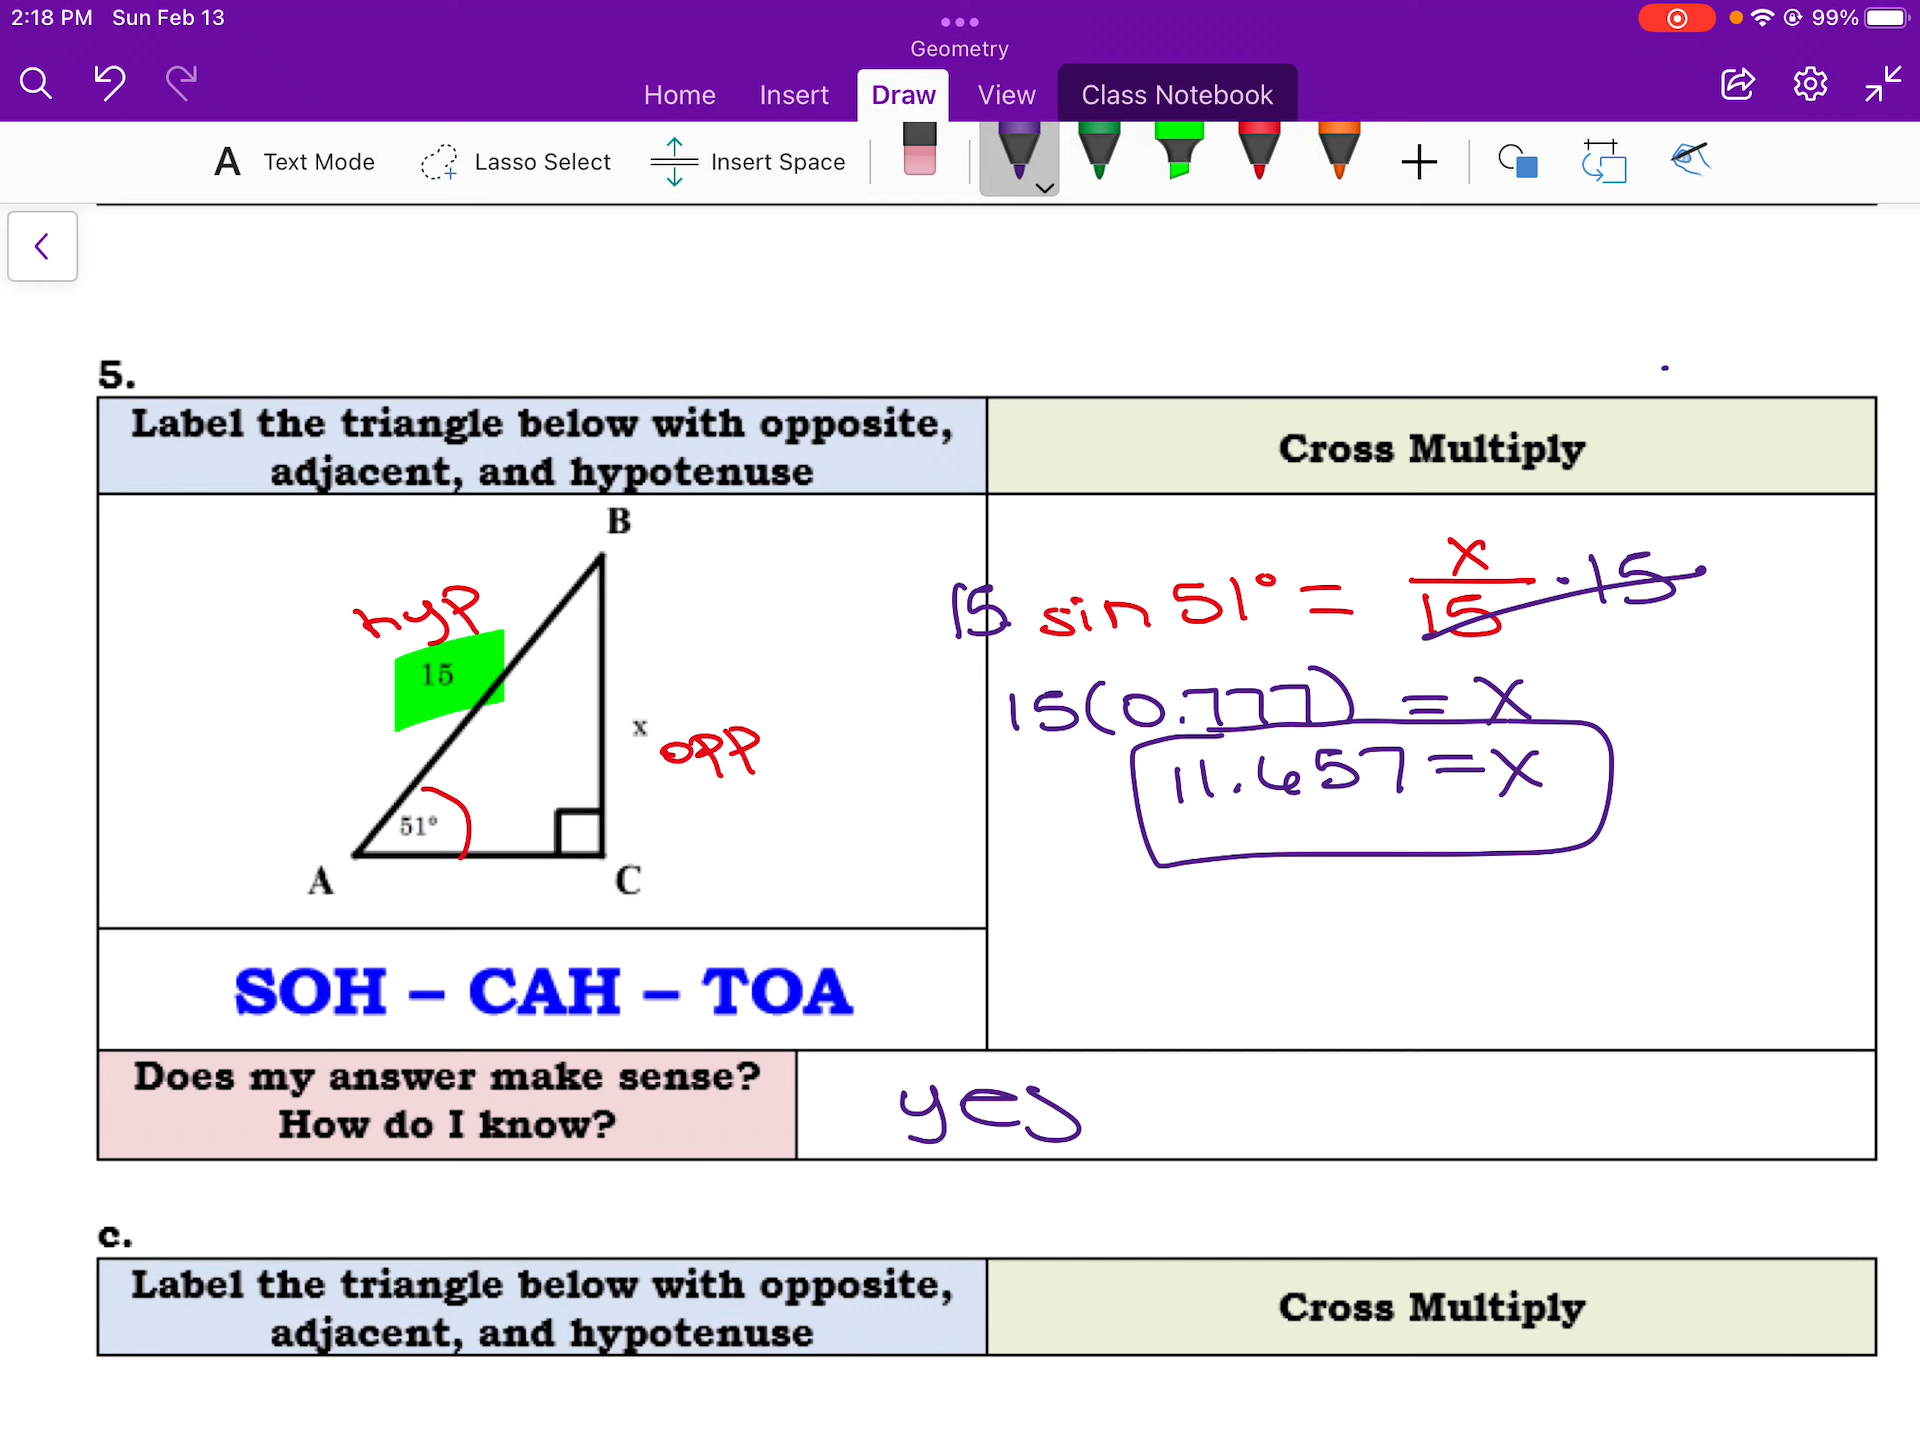 2:18 PM Sun Feb 13
99%
Geometry
Home Insert Draw View Class Notebook
A Text Mode Lasso Select Insert Space
5.
Label the triangle below with opposite,
adjacent, and hypotenuse
Cross Multiply
B
hyp
15
x
opp
51°
A
C
15 sin 51° = x/15 · 15
15(0.777) = x
11.657 = x
SOH – CAH – TOA
Does my answer make sense?
How do I know?
yes
c.
Label the triangle below with opposite,
adjacent, and hypotenuse
Cross Multiply